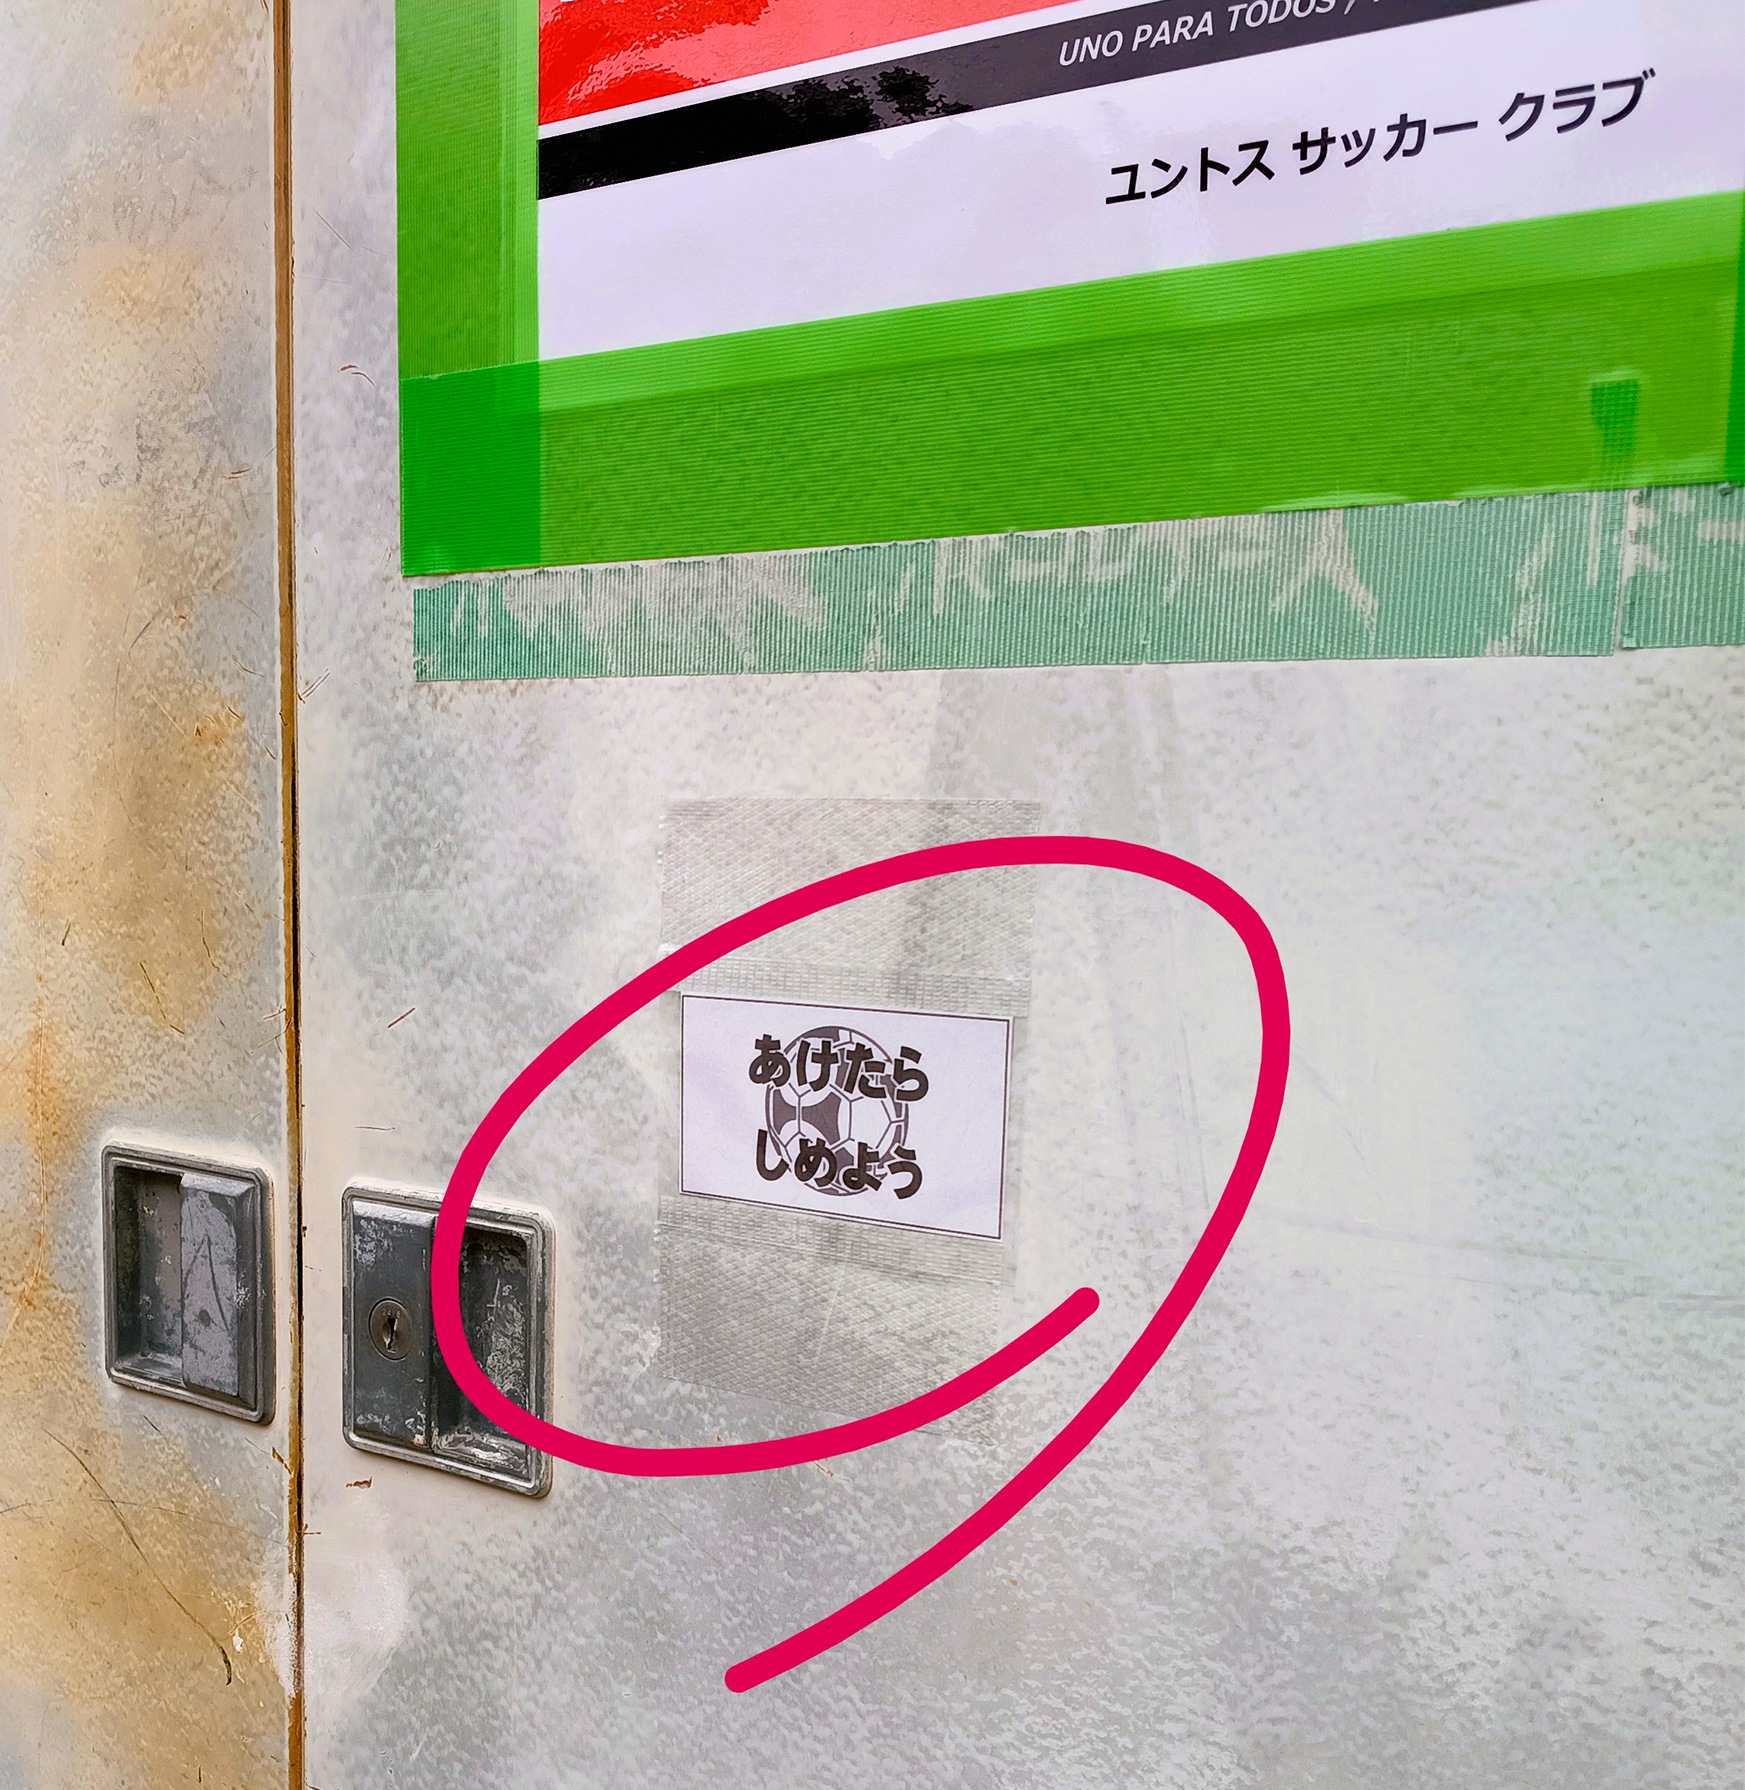 UNO PARA TODOS /
ユントス サッカー クラブ
あけたら
しめよう